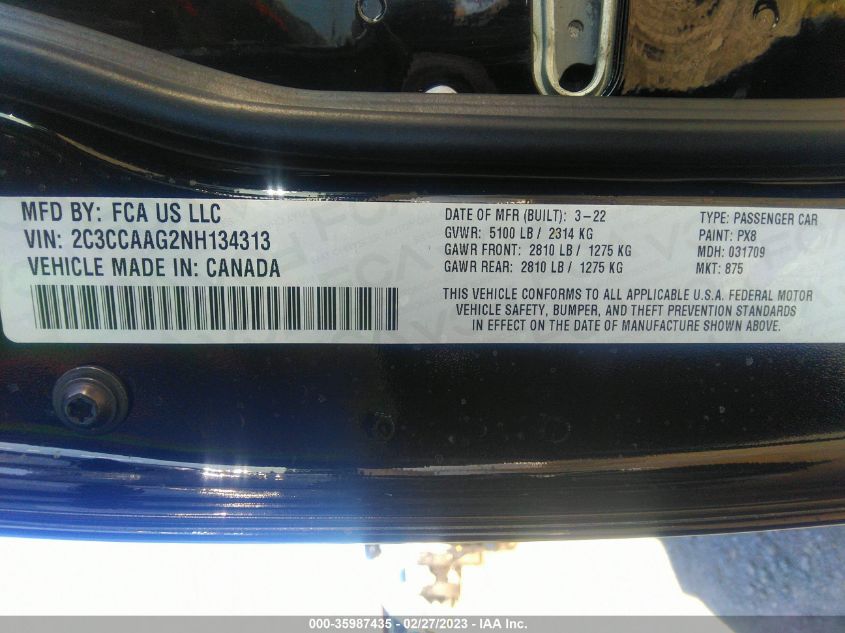 MFD BY: FCA US LLC
VIN: 2C3CCAAG2NH134313
VEHICLE MADE IN: CANADA
DATE OF MFR (BUILT): 3-22
GVWR: 5100 LB / 2314 KG
GAWR FRONT: 2810 LB / 1275 KG
GAWR REAR: 2810 LB / 1275 KG
TYPE: PASSENGER CAR
PAINT: PX8
MDH: 031709
MKT: 875
THIS VEHICLE CONFORMS TO ALL APPLICABLE U.S.A. FEDERAL MOTOR
VEHICLE SAFETY, BUMPER, AND THEFT PREVENTION STANDARDS
IN EFFECT ON THE DATE OF MANUFACTURE SHOWN ABOVE.
000-35987435 - 02/27/2023 - IAA Inc.